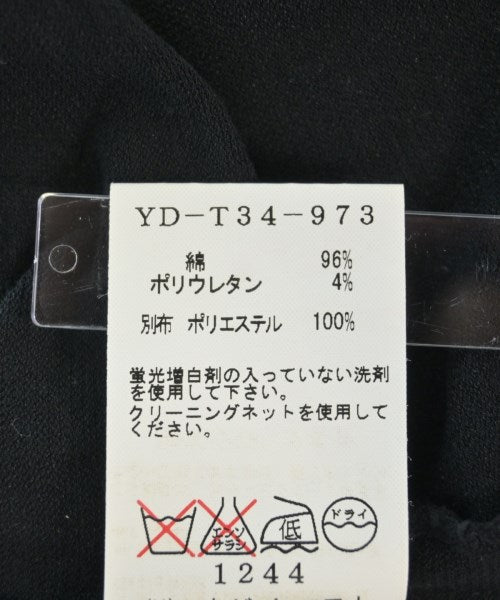 YD-T34-973
綿 96%
ポリウレタン 4%
別布 ポリエステル 100%
蛍光増白剤の入っていない洗剤
を使用して下さい。
クリーニングネットを使用して
ください。
エンソ サラシ 低 ドライ
1244